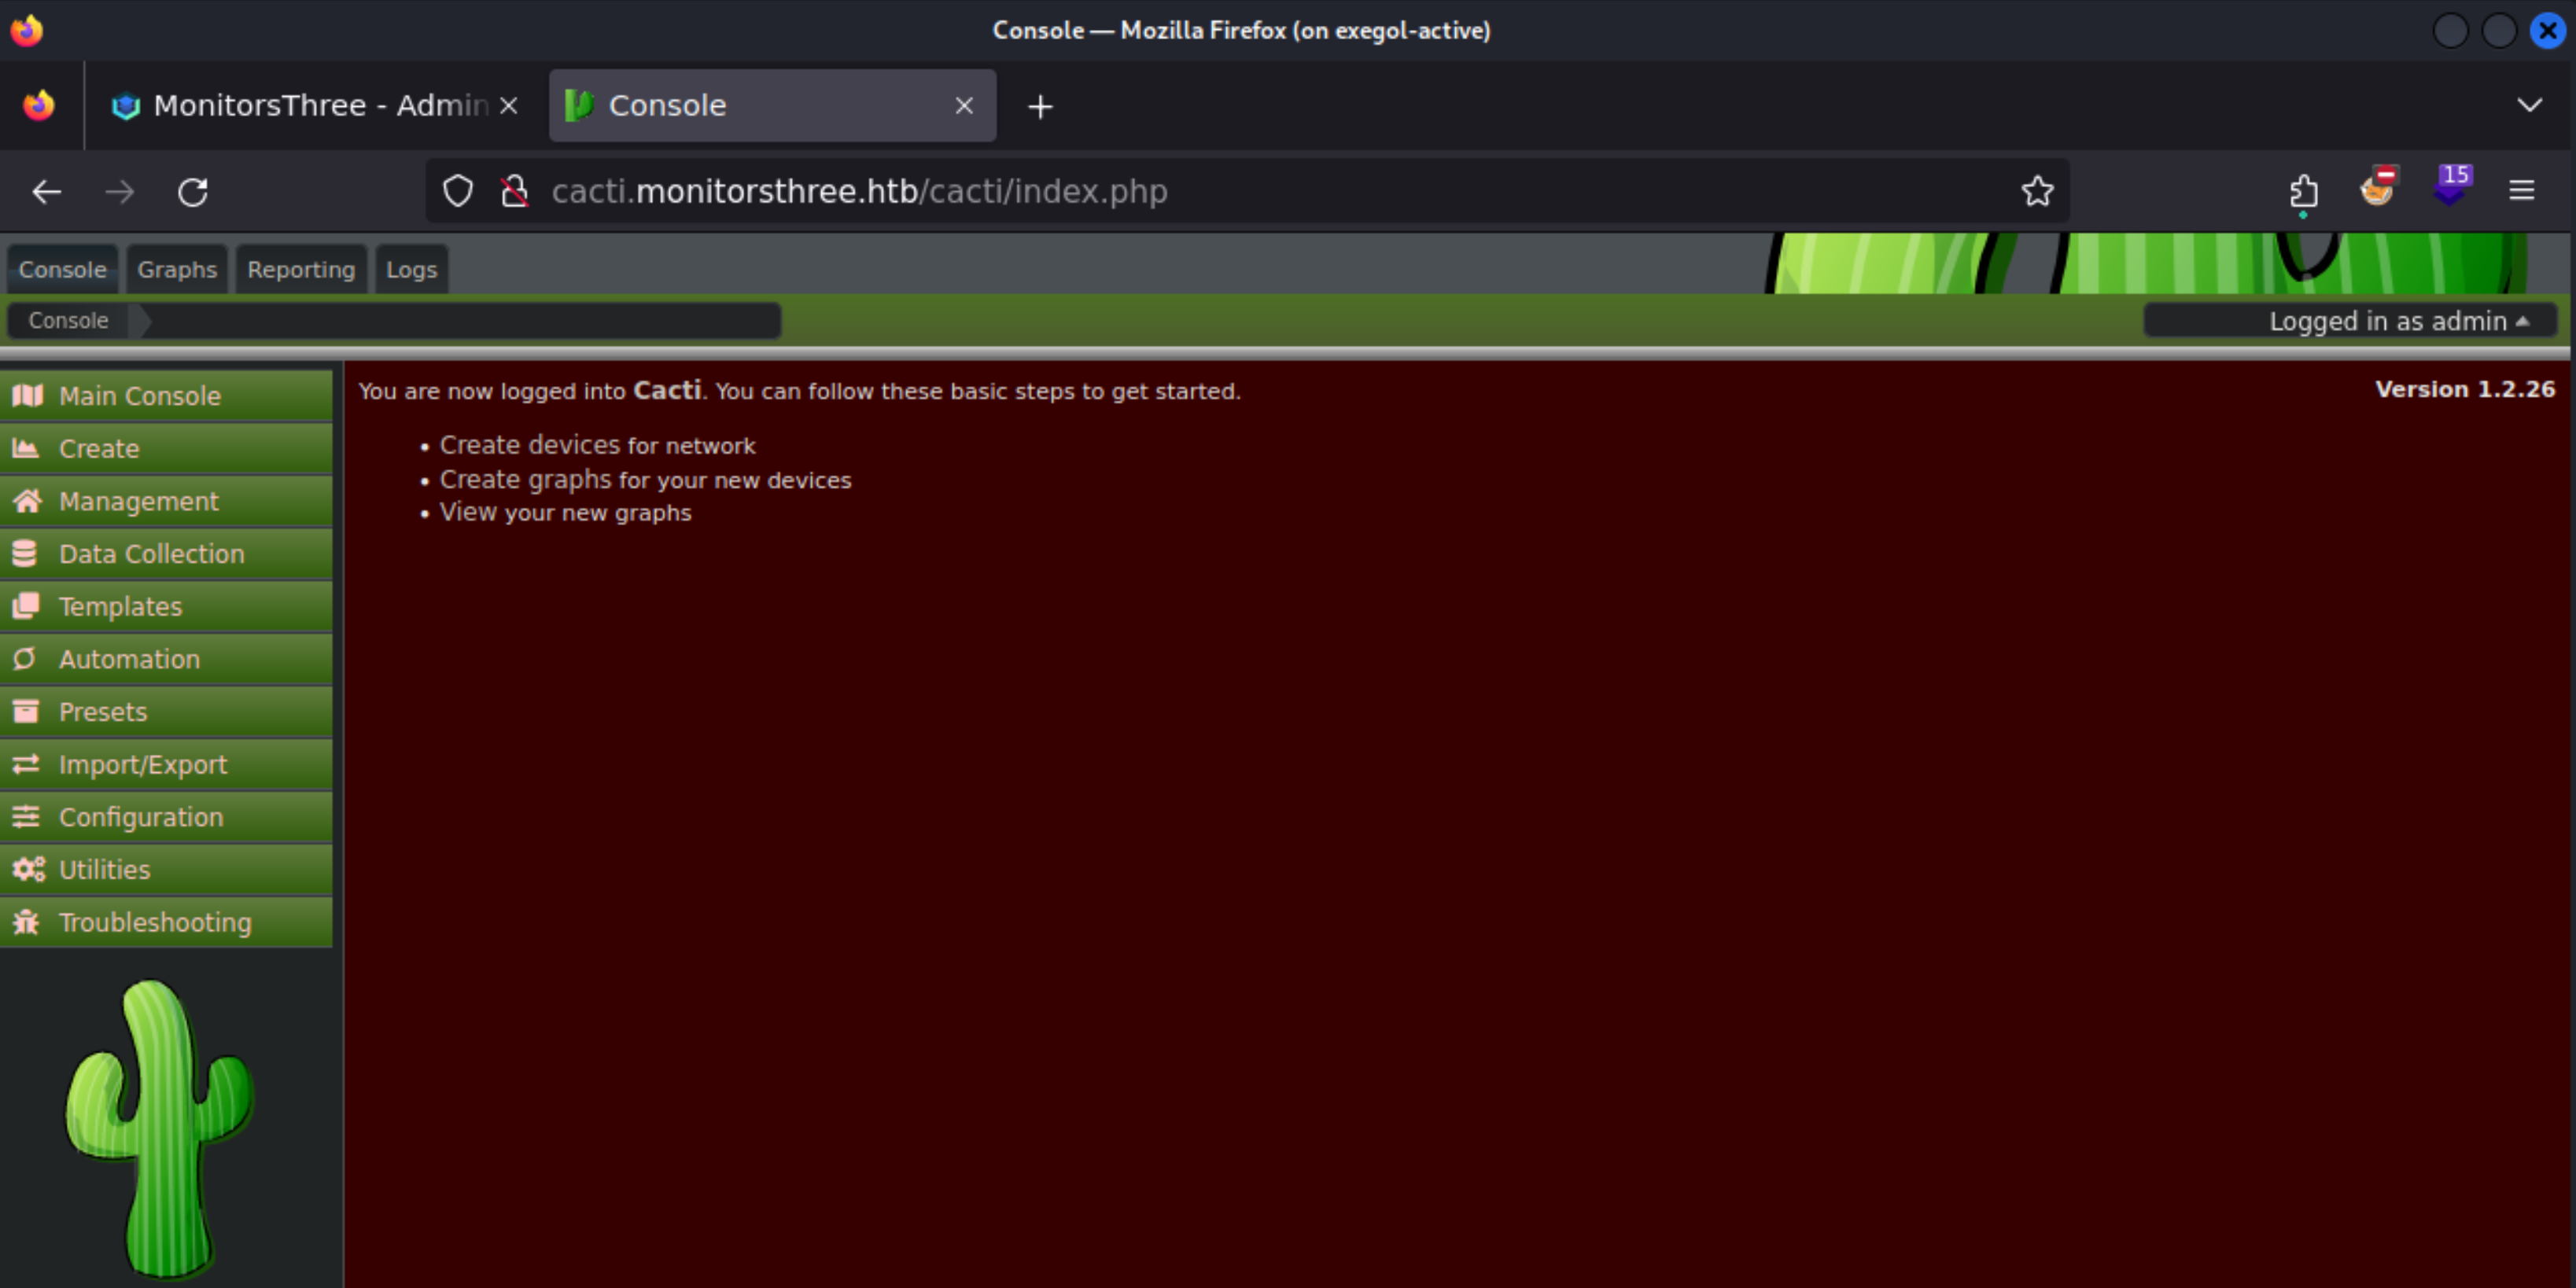 Console — Mozilla Firefox (on exegol-active)
MonitorsThree - Admin
Console
cacti.monitorsthree.htb/cacti/index.php
15
Console Graphs Reporting Logs
Console
Logged in as admin
Main Console
Create
Management
Data Collection
Templates
Automation
Presets
Import/Export
Configuration
Utilities
Troubleshooting
You are now logged into Cacti. You can follow these basic steps to get started.
Version 1.2.26
• Create devices for network
• Create graphs for your new devices
• View your new graphs